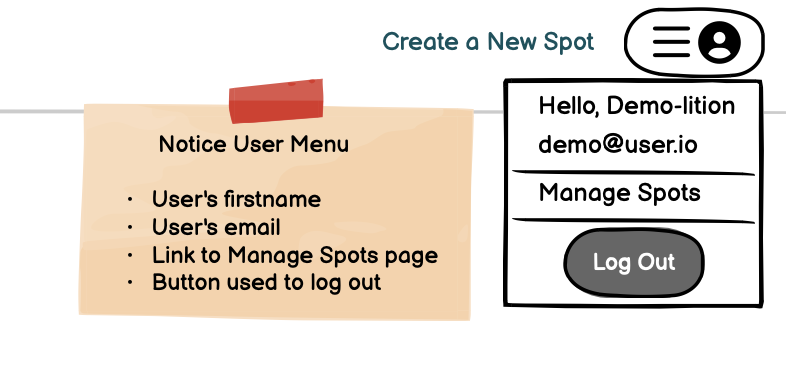 Create a New Spot
Hello, Demo-lition
demo@user.io
Manage Spots
Log Out
Notice User Menu
• User's firstname
• User's email
• Link to Manage Spots page
• Button used to log out